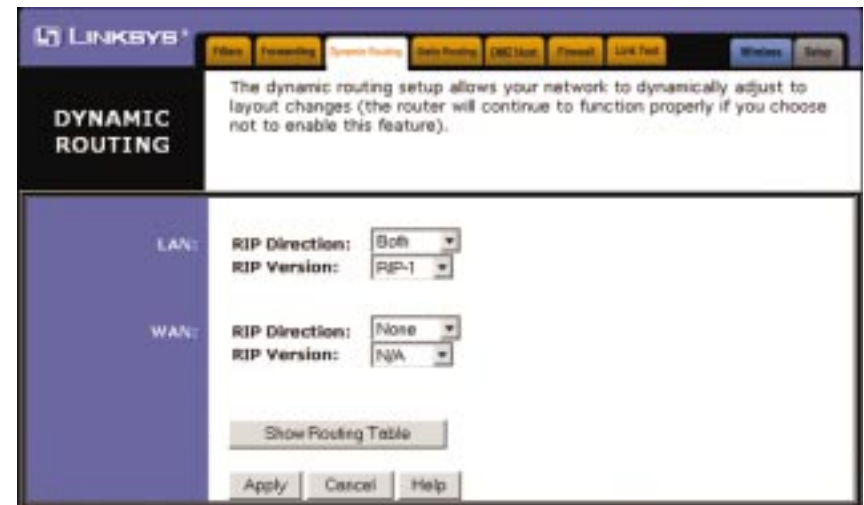 LINKSYS®
Filters Forwarding Dynamic Routing Static Routing DMZ Host Firewall Link Test Wireless Setup
DYNAMIC
ROUTING
The dynamic routing setup allows your network to dynamically adjust to
layout changes (the router will continue to function properly if you choose
not to enable this feature).
LAN:
RIP Direction: Both
RIP Version: RIP-1
WAN:
RIP Direction: None
RIP Version: N/A
Show Routing Table
Apply Cancel Help